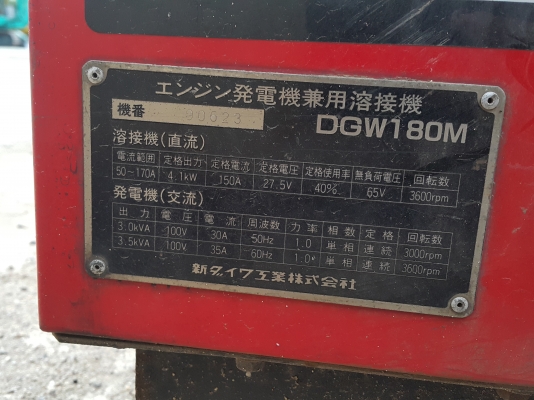 エンジン発電機兼用溶接機
機番 90623 DGW180M
溶接機(直流)
電流範囲 定格出力 定格電流 定格電圧 定格使用率 無負荷電圧 回転数
50~170A 4.1kW 150A 27.5V 40% 65V 3600rpm
発電機(交流)
出力 電圧 電流 周波数 力率 相数 定格 回転数
3.0kVA 100V 30A 50Hz 1.0 単相 連続 3000rpm
3.5kVA 100V 35A 60Hz 1.0 単相 連続 3600rpm
新ダイワ工業株式会社